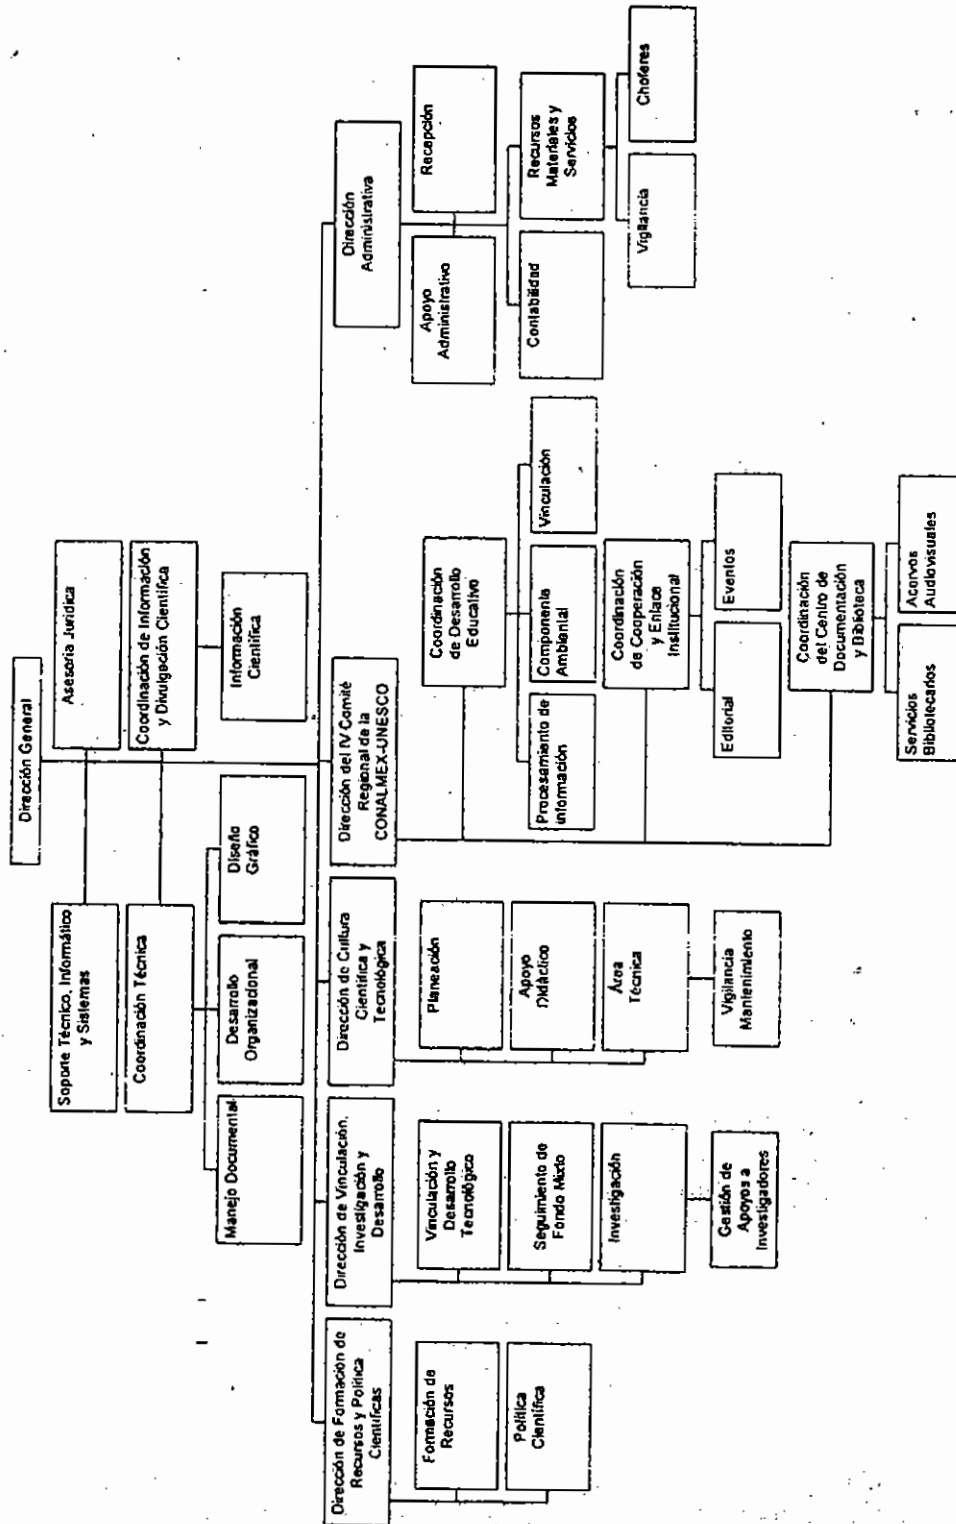 Dirección General
Soporte Técnico, Informático
y Sistemas
Asesoría Jurídica
Coordinación Técnica
Coordinación de Información
y Divulgación Científica
Manejo Documental
Desarrollo
Organizacional
Diseño
Gráfico
Información
Científica
Dirección de Formación de
Recursos y Política
Científicas
Dirección de Vinculación,
Investigación y
Desarrollo
Dirección de Cultura
Científica y
Tecnológica
Dirección del IV Comité
Regional de la
CONALMEX-UNESCO
Dirección
Administrativa
Formación de
Recursos
Política
Científica
Vinculación y
Desarrollo
Tecnológico
Seguimiento de
Fondo Mixto
Investigación
Gestión de
Apoyos a
Investigadores
Planeación
Apoyo
Didáctico
Área
Técnica
Vigilancia
Mantenimiento
Coordinación
de Desarrollo
Educativo
Procesamiento de
información
Componente
Ambiental
Vinculación
Coordinación
de Cooperación
y Enlace
Institucional
Editorial
Eventos
Coordinación
del Centro de
Documentación
y Biblioteca
Servicios
Bibliotecarios
Acervos
Audiovisuales
Apoyo
Administrativo
Recepción
Contabilidad
Recursos
Materiales y
Servicios
Vigilancia
Choferes